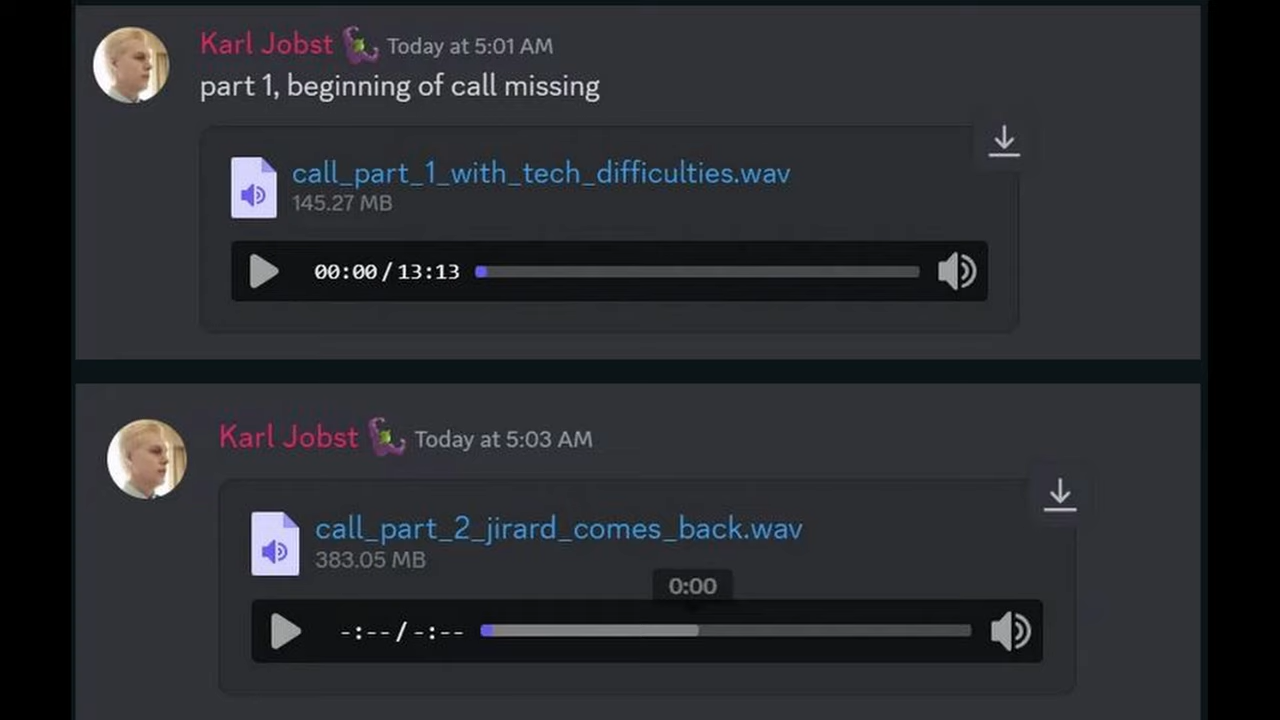 Karl Jobst Today at 5:01 AM
part 1, beginning of call missing
call_part_1_with_tech_difficulties.wav
145.27 MB
00:00/13:13
Karl Jobst Today at 5:03 AM
call_part_2_jirard_comes_back.wav
383.05 MB
0:00
-:--/-:--